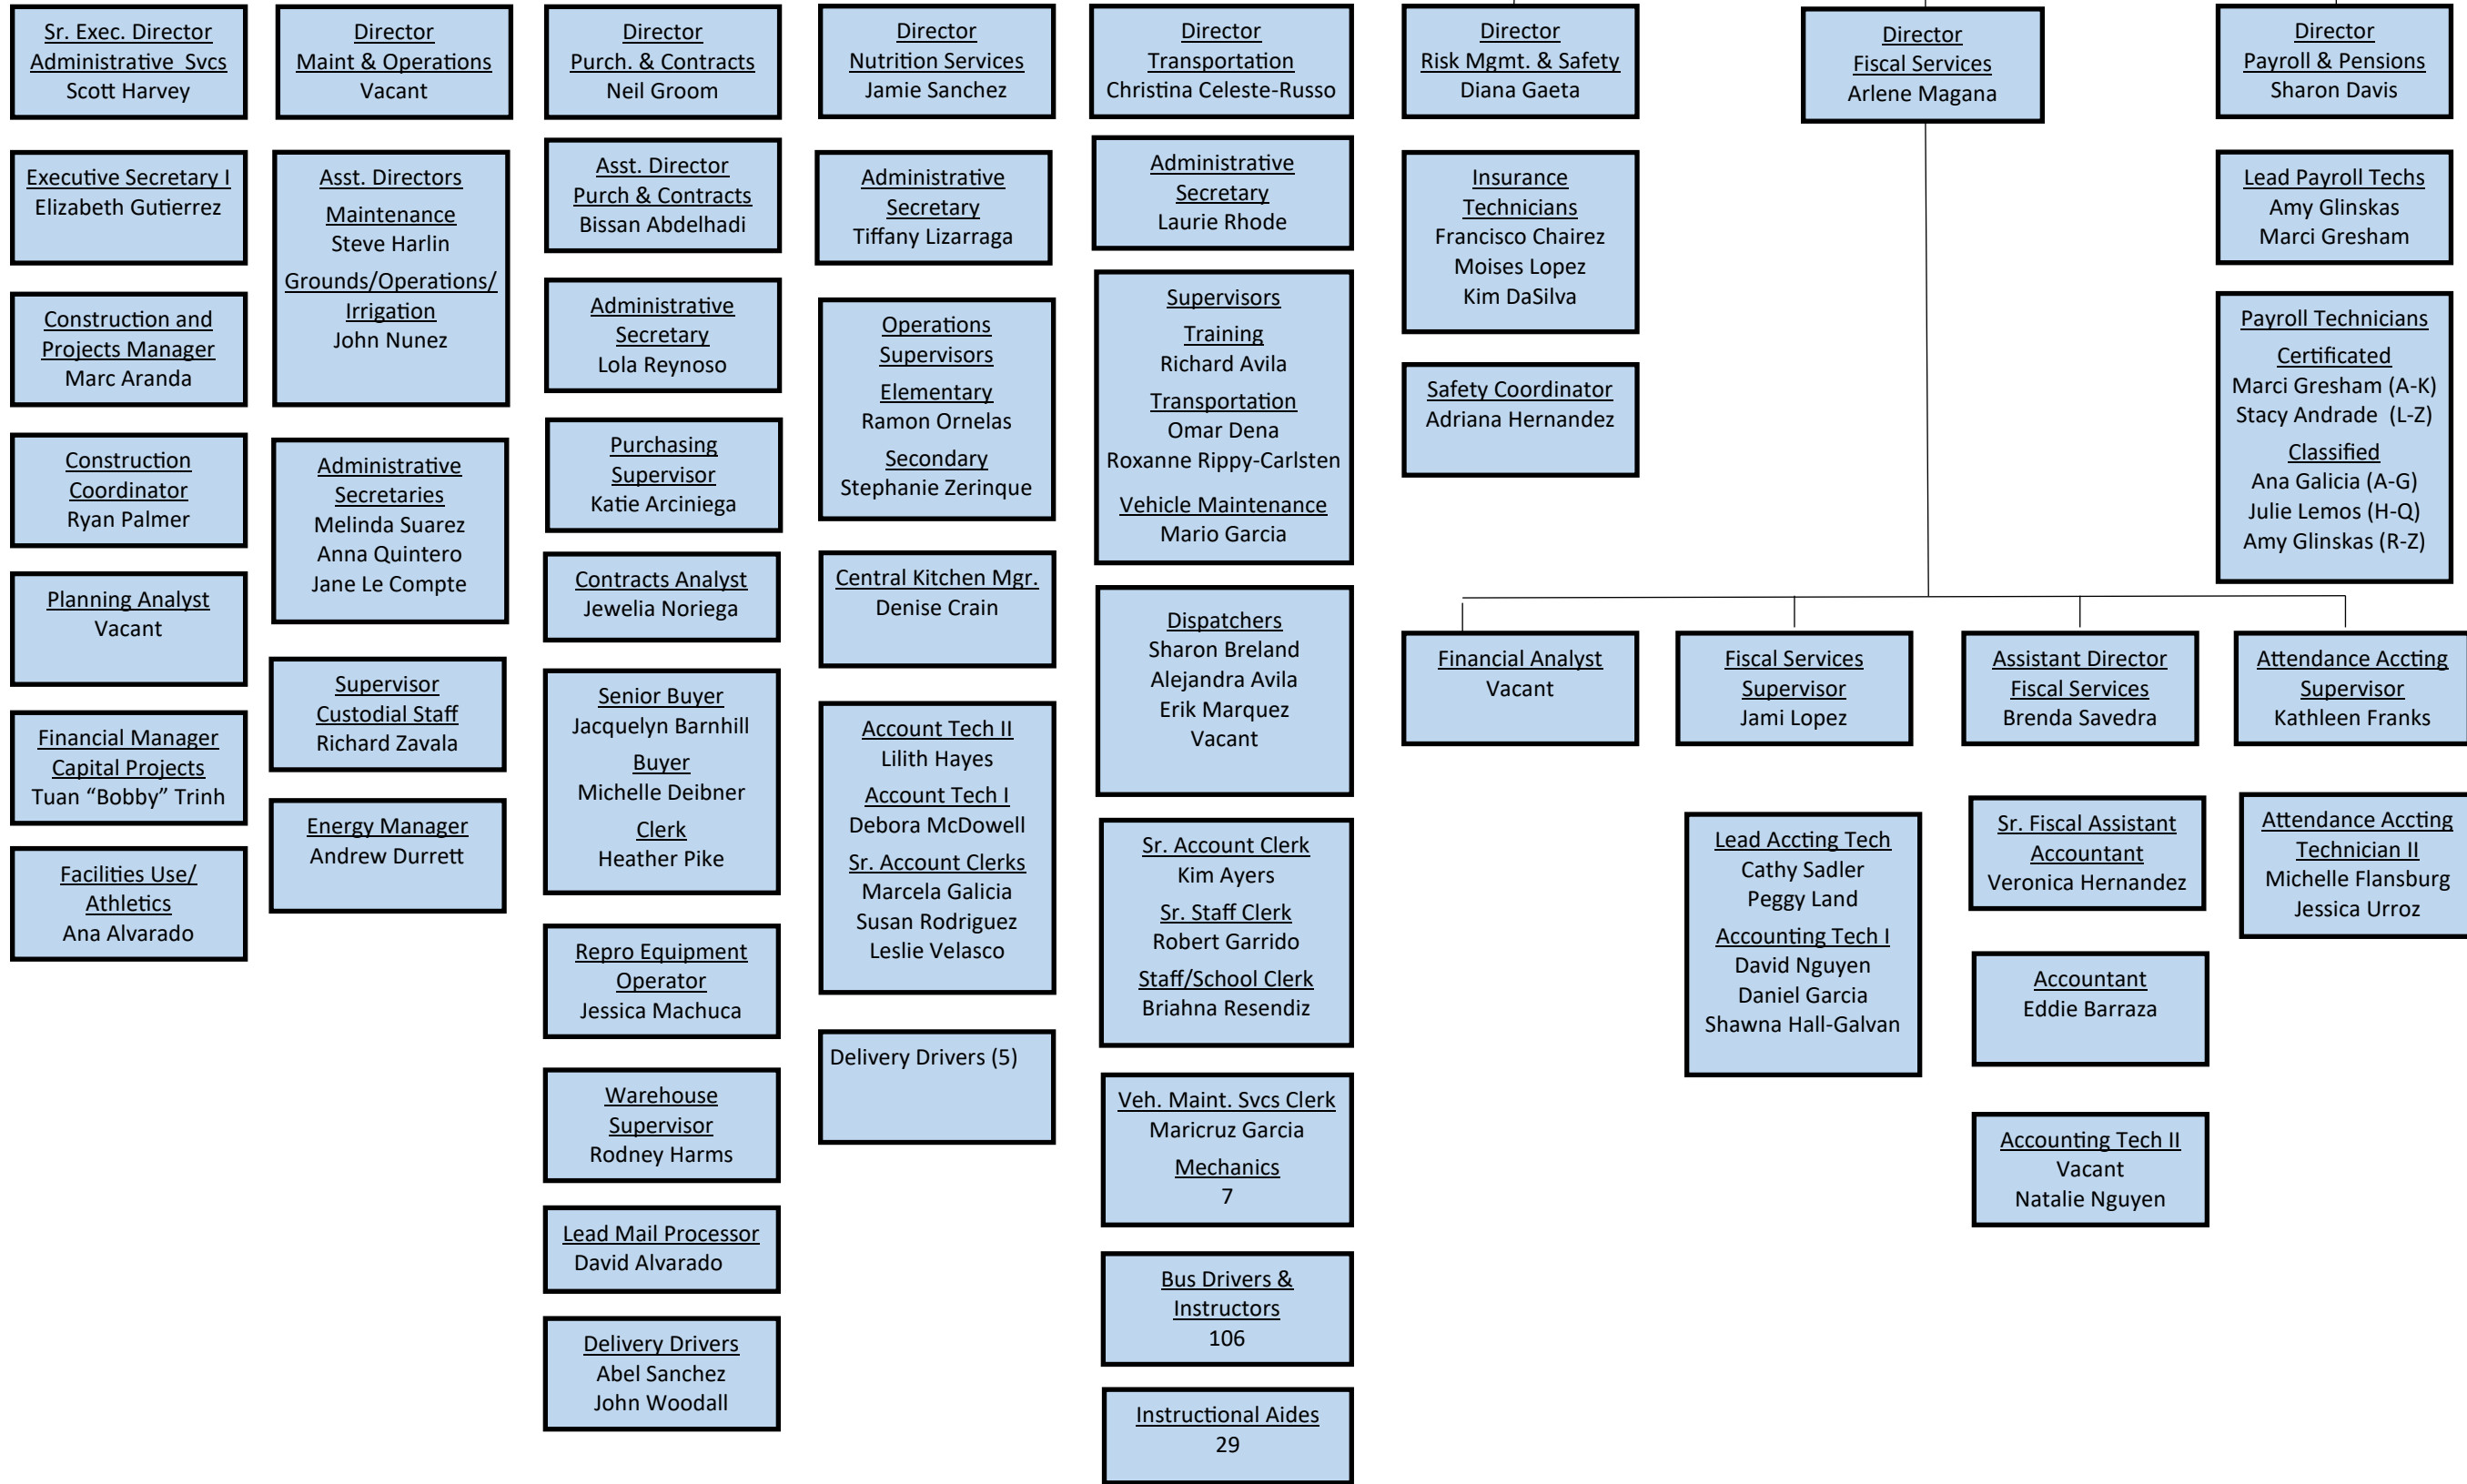 Sr. Exec. Director
Administrative Svcs
Scott Harvey
Executive Secretary I
Elizabeth Gutierrez
Construction and
Projects Manager
Marc Aranda
Construction
Coordinator
Ryan Palmer
Planning Analyst
Vacant
Financial Manager
Capital Projects
Tuan “Bobby” Trinh
Facilities Use/
Athletics
Ana Alvarado
Director
Maint & Operations
Vacant
Asst. Directors
Maintenance
Steve Harlin
Grounds/Operations/
Irrigation
John Nunez
Administrative
Secretaries
Melinda Suarez
Anna Quintero
Jane Le Compte
Supervisor
Custodial Staff
Richard Zavala
Energy Manager
Andrew Durrett
Director
Purch. & Contracts
Neil Groom
Asst. Director
Purch & Contracts
Bissan Abdelhadi
Administrative
Secretary
Lola Reynoso
Purchasing
Supervisor
Katie Arciniega
Contracts Analyst
Jewelia Noriega
Senior Buyer
Jacquelyn Barnhill
Buyer
Michelle Deibner
Clerk
Heather Pike
Repro Equipment
Operator
Jessica Machuca
Warehouse
Supervisor
Rodney Harms
Lead Mail Processor
David Alvarado
Delivery Drivers
Abel Sanchez
John Woodall
Director
Nutrition Services
Jamie Sanchez
Administrative
Secretary
Tiffany Lizarraga
Operations
Supervisors
Elementary
Ramon Ornelas
Secondary
Stephanie Zerinque
Central Kitchen Mgr.
Denise Crain
Account Tech II
Lilith Hayes
Account Tech I
Debora McDowell
Sr. Account Clerks
Marcela Galicia
Susan Rodriguez
Leslie Velasco
Delivery Drivers (5)
Director
Transportation
Christina Celeste-Russo
Administrative
Secretary
Laurie Rhode
Supervisors
Training
Richard Avila
Transportation
Omar Dena
Roxanne Rippy-Carlsten
Vehicle Maintenance
Mario Garcia
Dispatchers
Sharon Breland
Alejandra Avila
Erik Marquez
Vacant
Sr. Account Clerk
Kim Ayers
Sr. Staff Clerk
Robert Garrido
Staff/School Clerk
Briahna Resendiz
Veh. Maint. Svcs Clerk
Maricruz Garcia
Mechanics
7
Bus Drivers &
Instructors
106
Instructional Aides
29
Director
Risk Mgmt. & Safety
Diana Gaeta
Insurance
Technicians
Francisco Chairez
Moises Lopez
Kim DaSilva
Safety Coordinator
Adriana Hernandez
Director
Fiscal Services
Arlene Magana
Financial Analyst
Vacant
Fiscal Services
Supervisor
Jami Lopez
Lead Accting Tech
Cathy Sadler
Peggy Land
Accounting Tech I
David Nguyen
Daniel Garcia
Shawna Hall-Galvan
Assistant Director
Fiscal Services
Brenda Savedra
Sr. Fiscal Assistant
Accountant
Veronica Hernandez
Accountant
Eddie Barraza
Accounting Tech II
Vacant
Natalie Nguyen
Attendance Accting
Supervisor
Kathleen Franks
Attendance Accting
Technician II
Michelle Flansburg
Jessica Urroz
Director
Payroll & Pensions
Sharon Davis
Lead Payroll Techs
Amy Glinskas
Marci Gresham
Payroll Technicians
Certificated
Marci Gresham (A-K)
Stacy Andrade (L-Z)
Classified
Ana Galicia (A-G)
Julie Lemos (H-Q)
Amy Glinskas (R-Z)